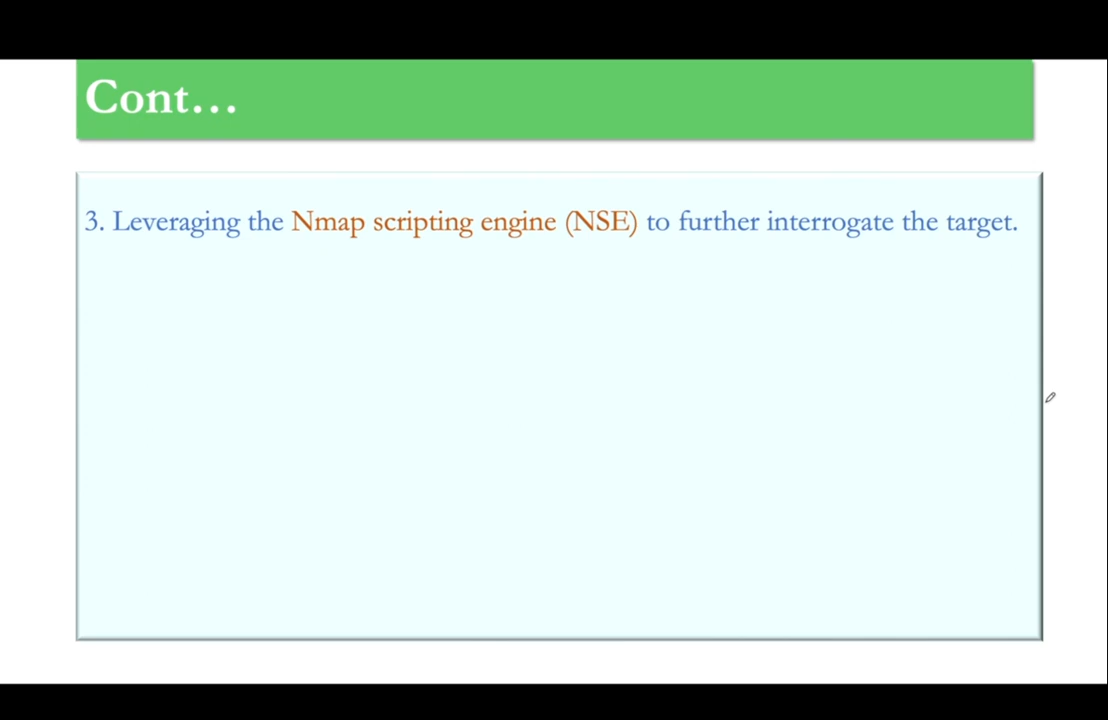 Cont…
3. Leveraging the Nmap scripting engine (NSE) to further interrogate the target.